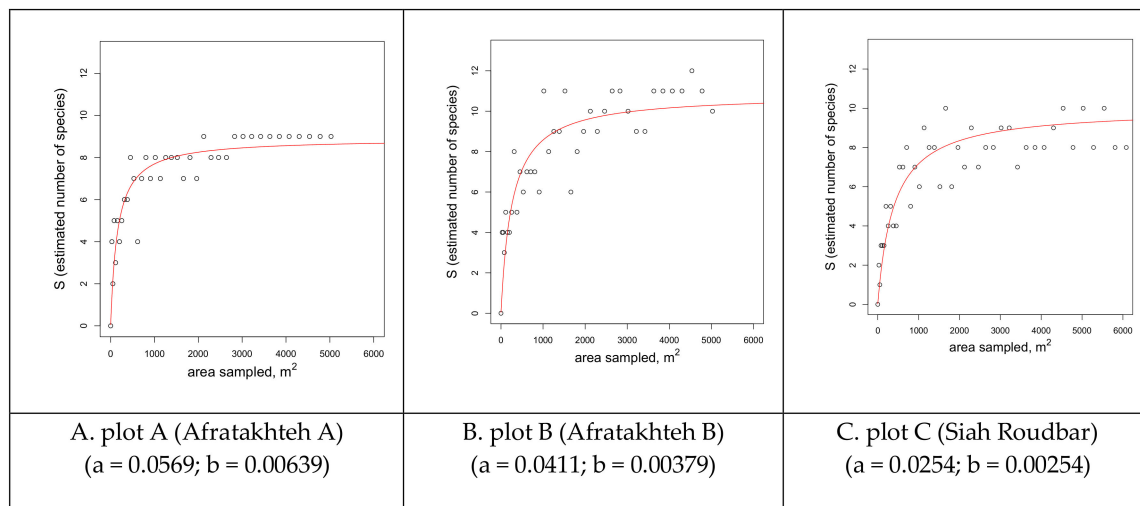 S (estimated number of species)
0
2
4
6
8
10
12
0 1000 2000 3000 4000 5000 6000
area sampled, m²
S (estimated number of species)
0
2
4
6
8
10
12
0 1000 2000 3000 4000 5000 6000
area sampled, m²
S (estimated number of species)
0
2
4
6
8
10
12
0 1000 2000 3000 4000 5000 6000
area sampled, m²
A. plot A (Afratakhteh A)
(a = 0.0569; b = 0.00639)
B. plot B (Afratakhteh B)
(a = 0.0411; b = 0.00379)
C. plot C (Siah Roudbar)
(a = 0.0254; b = 0.00254)